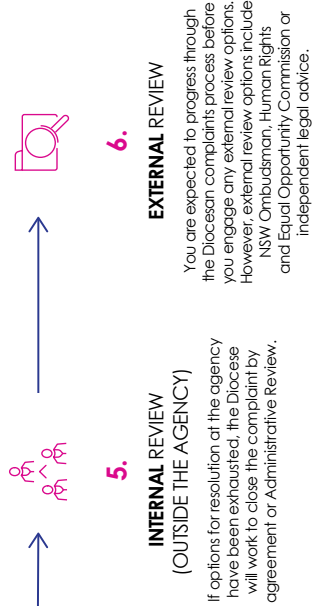 5.
INTERNAL REVIEW
(OUTSIDE THE AGENCY)
If options for resolution at the agency
have been exhausted, the Diocese
will work to close the complaint by
agreement or Administrative Review.
6.
EXTERNAL REVIEW
You are expected to progress through
the Diocesan complaints process before
you engage any external review options.
However, external review options include
NSW Ombudsman, Human Rights
and Equal Opportunity Commission or
independent legal advice.